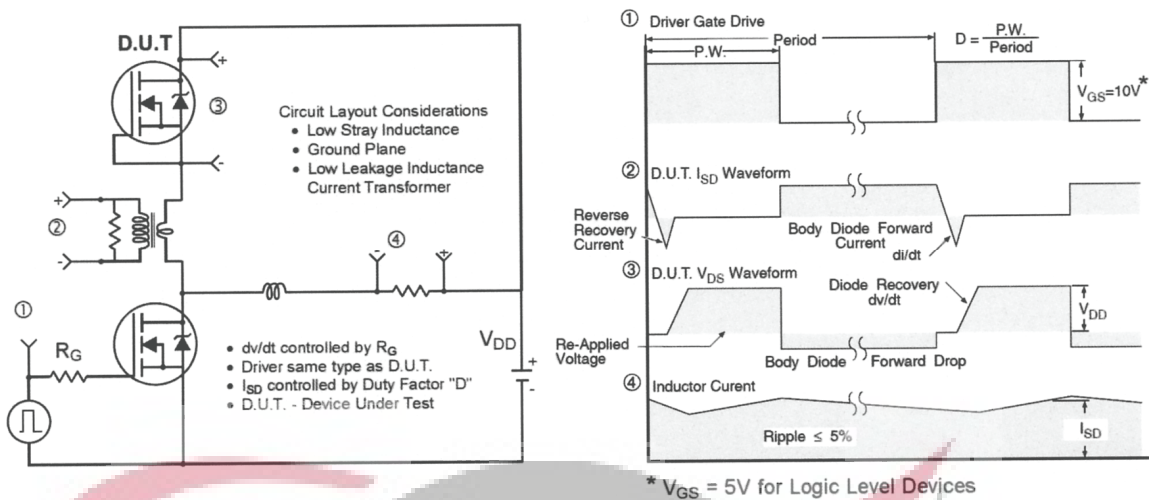 D.U.T
+
③
-
Circuit Layout Considerations
• Low Stray Inductance
• Ground Plane
• Low Leakage Inductance
Current Transformer
+
②
-
④
-
+
①
R_G
V_DD
+
-
• dv/dt controlled by R_G
• Driver same type as D.U.T.
• I_SD controlled by Duty Factor "D"
• D.U.T. - Device Under Test
① Driver Gate Drive
Period
P.W.
D = P.W. / Period
V_GS=10V *
② D.U.T. I_SD Waveform
Reverse
Recovery
Current
Body Diode Forward
Current
di/dt
③ D.U.T. V_DS Waveform
Diode Recovery
dv/dt
V_DD
Re-Applied
Voltage
Body Diode Forward Drop
④ Inductor Curent
Ripple ≤ 5%
I_SD
* V_GS = 5V for Logic Level Devices